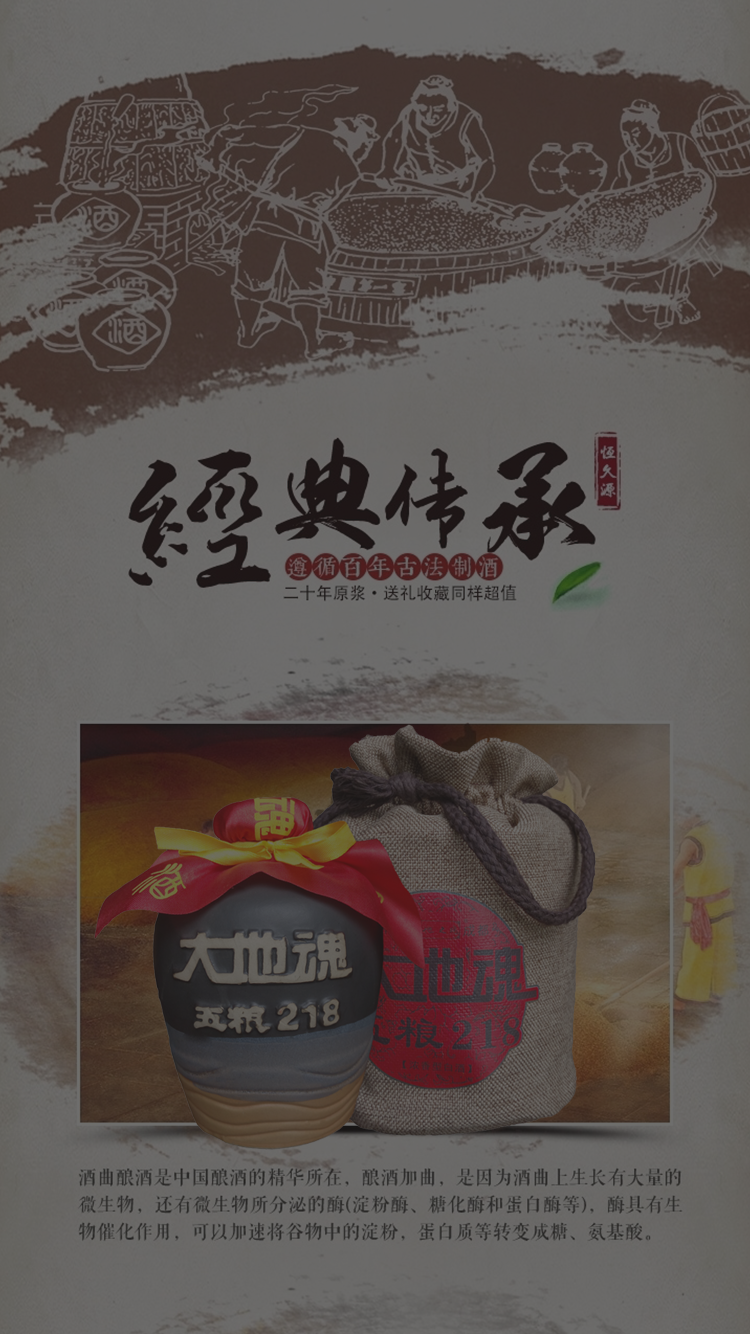 酒
酒
經典传承
恒久源
遵循百年古法制酒
二十年原浆·送礼收藏同样超值
魂
酒
大地魂
五粮218
大地魂
五粮218
酒曲酿酒是中国酿酒的精华所在，酿酒加曲，是因为酒曲上生长有大量的
微生物，还有微生物所分泌的酶(淀粉酶、糖化酶和蛋白酶等)，酶具有生
物催化作用，可以加速将谷物中的淀粉，蛋白质等转变成糖、氨基酸。